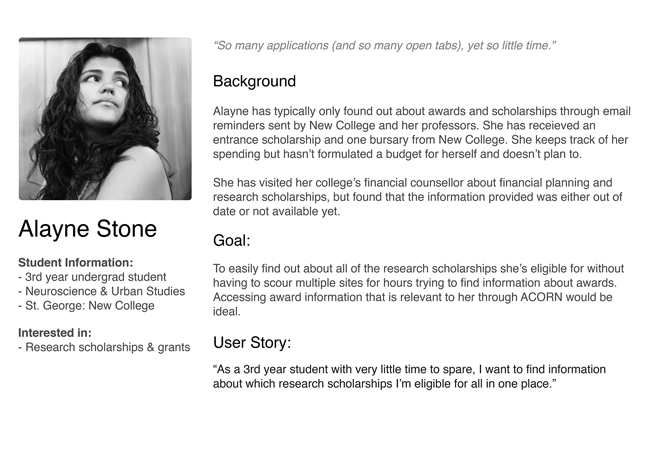 “So many applications (and so many open tabs), yet so little time.”
Background
Alayne has typically only found out about awards and scholarships through email
reminders sent by New College and her professors. She has receieved an
entrance scholarship and one bursary from New College. She keeps track of her
spending but hasn’t formulated a budget for herself and doesn’t plan to.
She has visited her college’s financial counsellor about financial planning and
research scholarships, but found that the information provided was either out of
date or not available yet.
Goal:
To easily find out about all of the research scholarships she’s eligible for without
having to scour multiple sites for hours trying to find information about awards.
Accessing award information that is relevant to her through ACORN would be
ideal.
User Story:
“As a 3rd year student with very little time to spare, I want to find information
about which research scholarships I’m eligible for all in one place.”
Alayne Stone
Student Information:
- 3rd year undergrad student
- Neuroscience & Urban Studies
- St. George: New College
Interested in:
- Research scholarships & grants